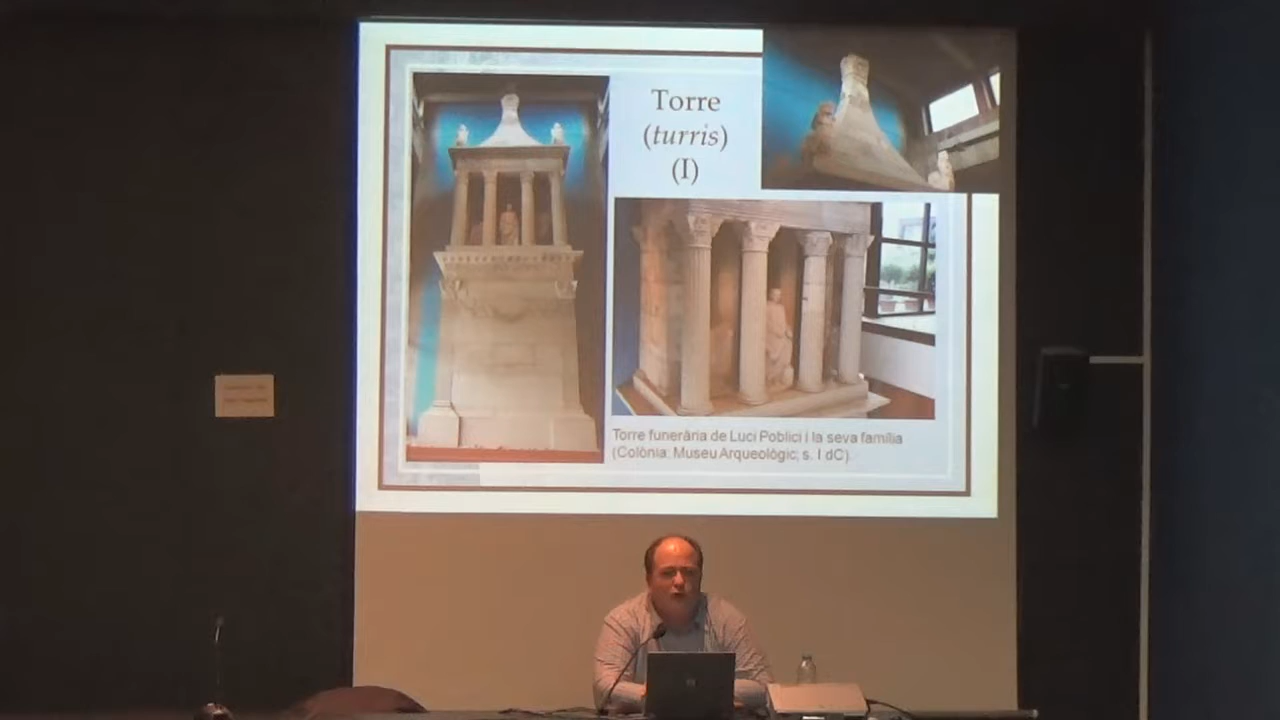 Torre
(turris)
(I)
Torre funerària de Luci Poblici i la seva família
(Colònia: Museu Arqueològic, s. I dC).